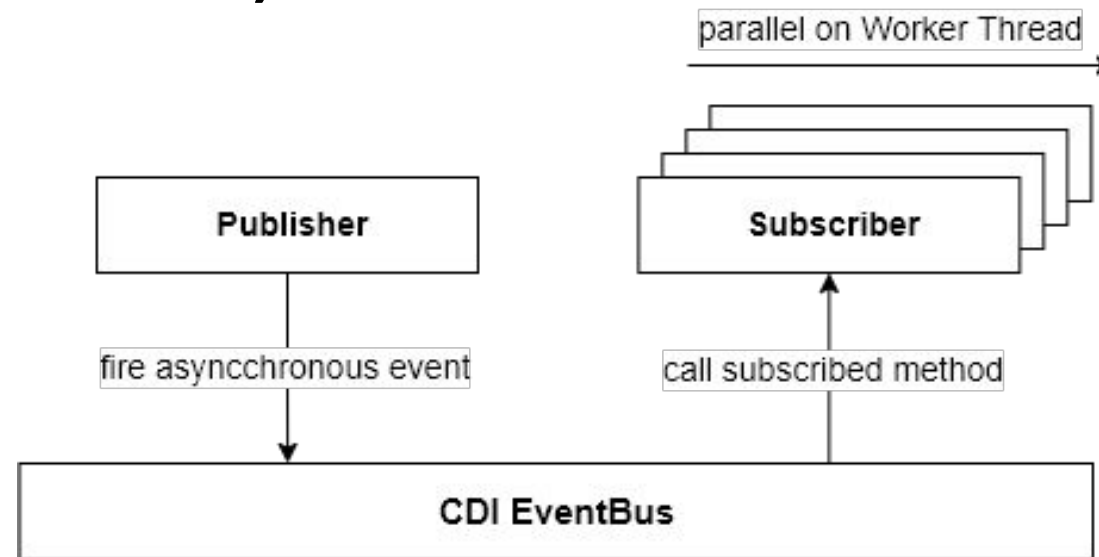 parallel on Worker Thread
Publisher
Subscriber
fire asyncchronous event
call subscribed method
CDI EventBus